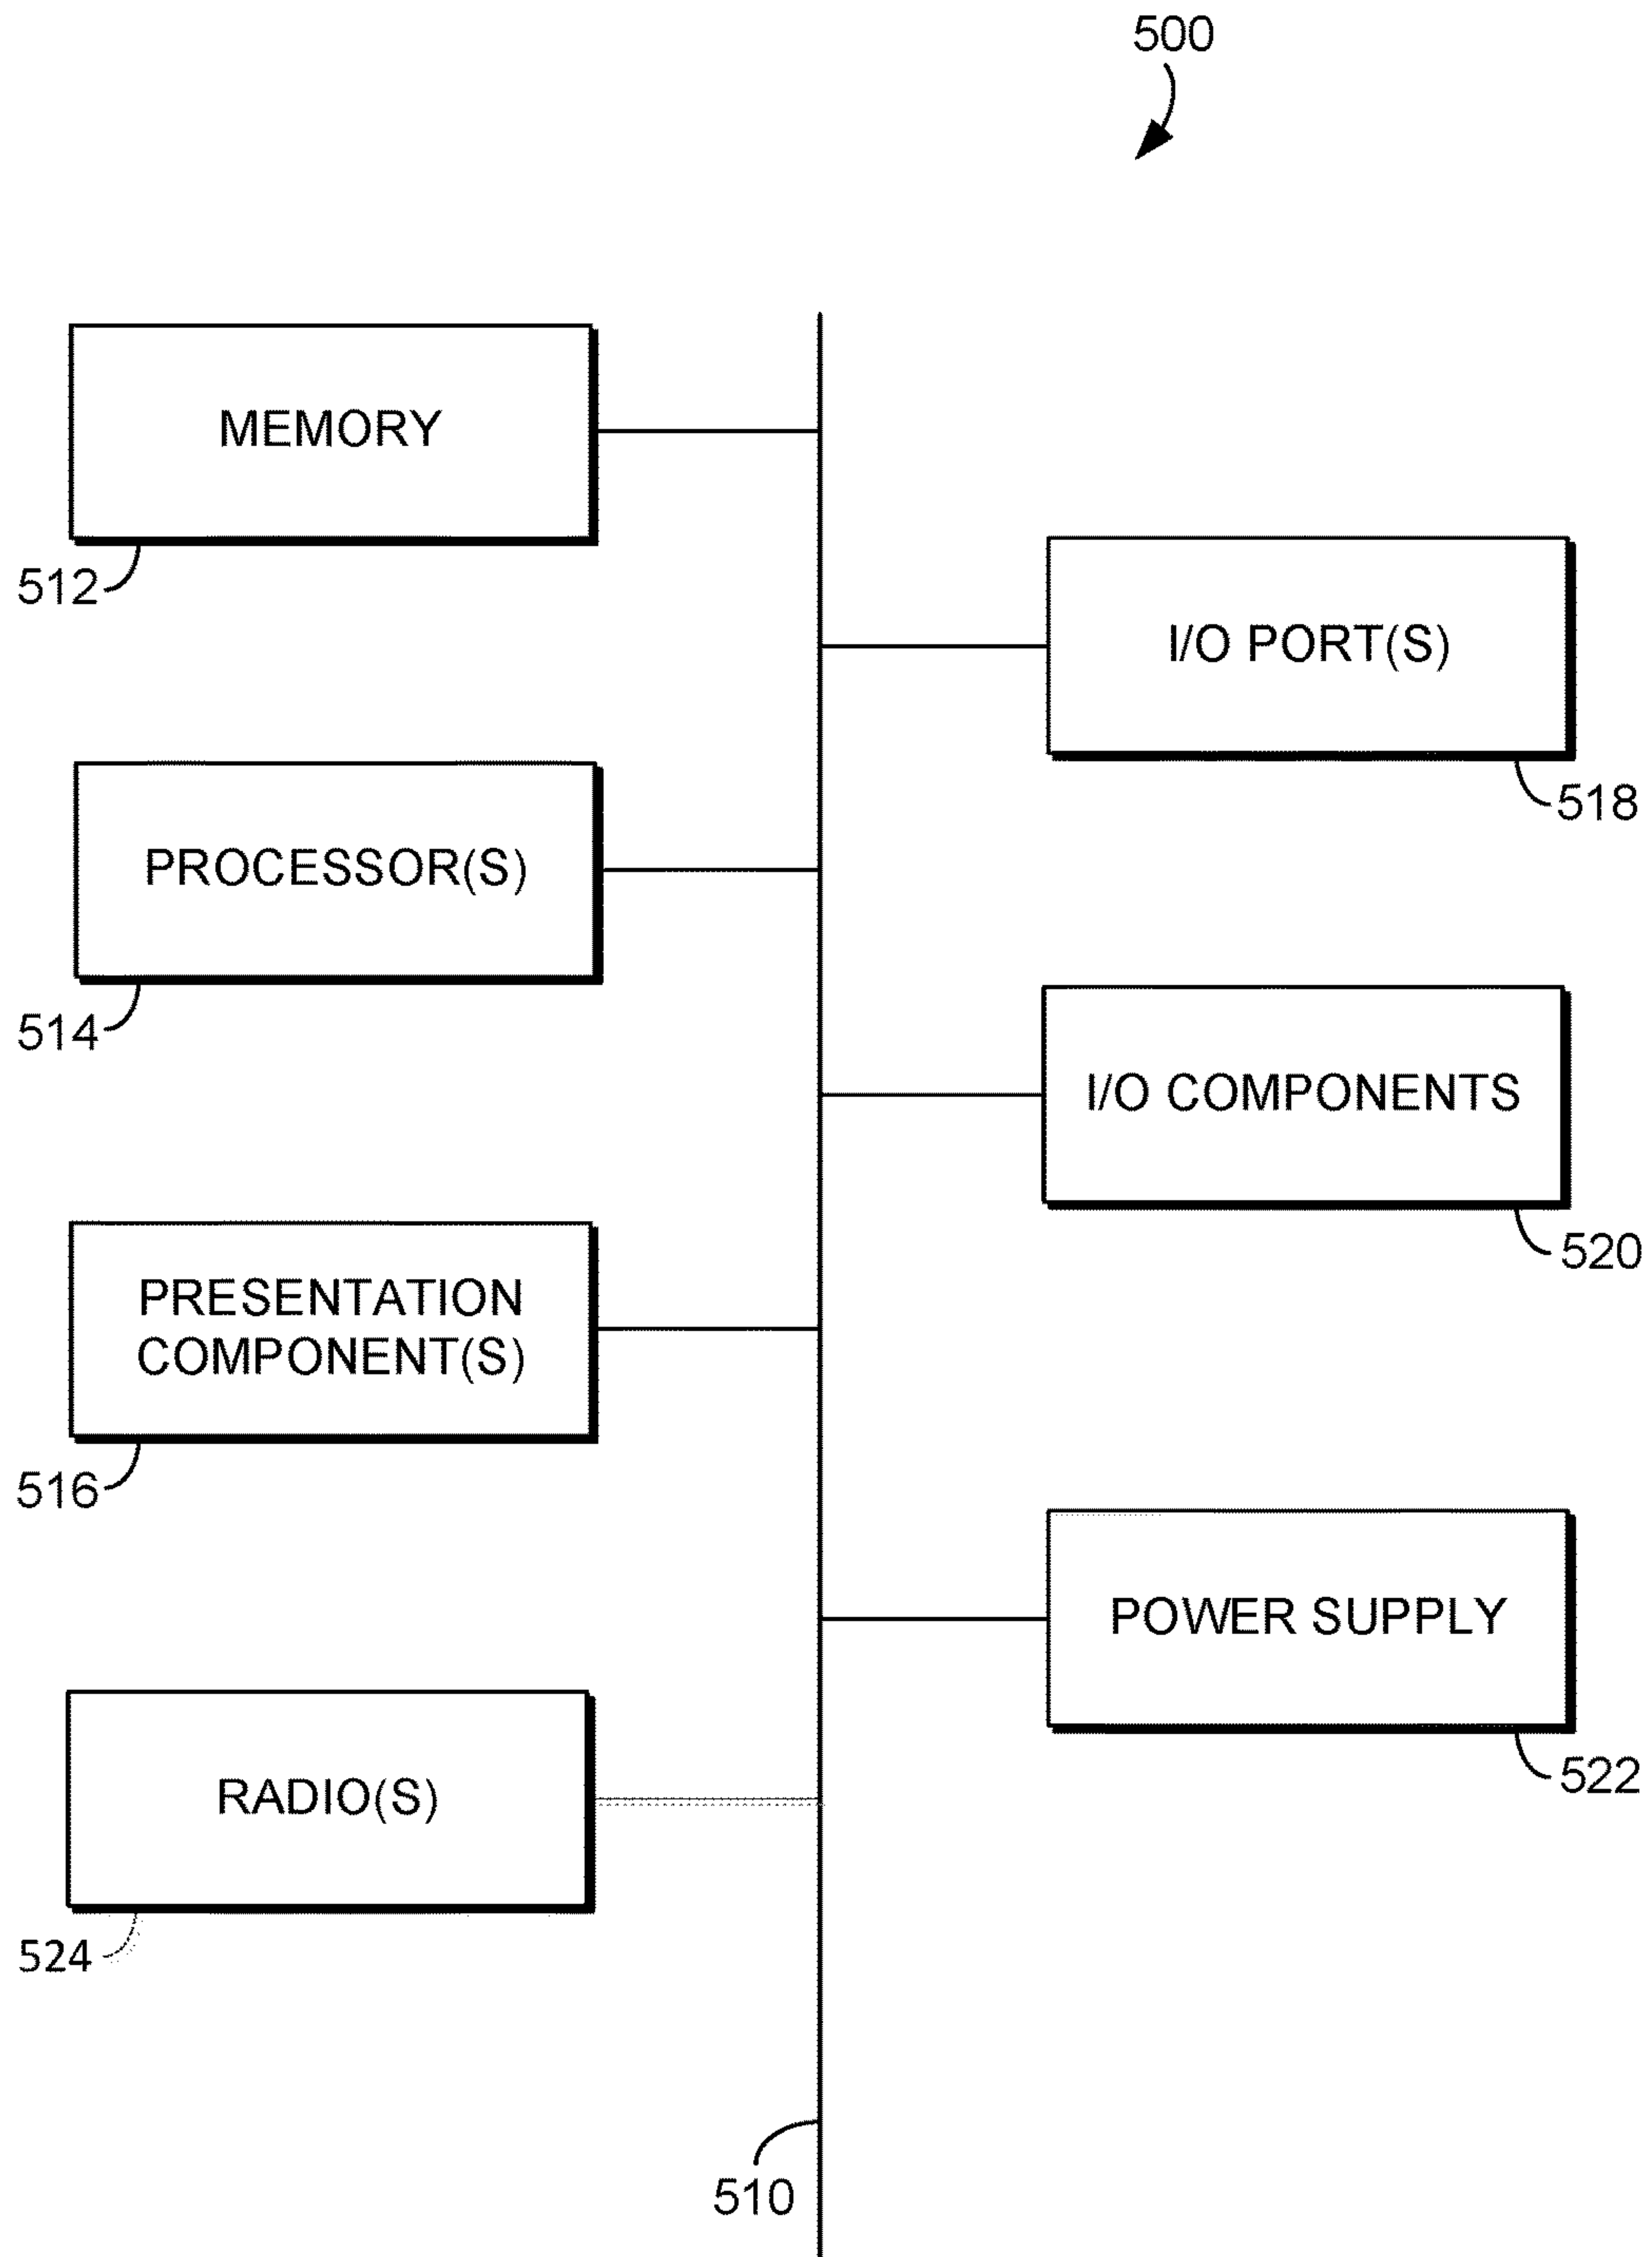 500
MEMORY
512
I/O PORT(S)
518
PROCESSOR(S)
514
I/O COMPONENTS
520
PRESENTATION
COMPONENT(S)
516
POWER SUPPLY
522
RADIO(S)
524
510